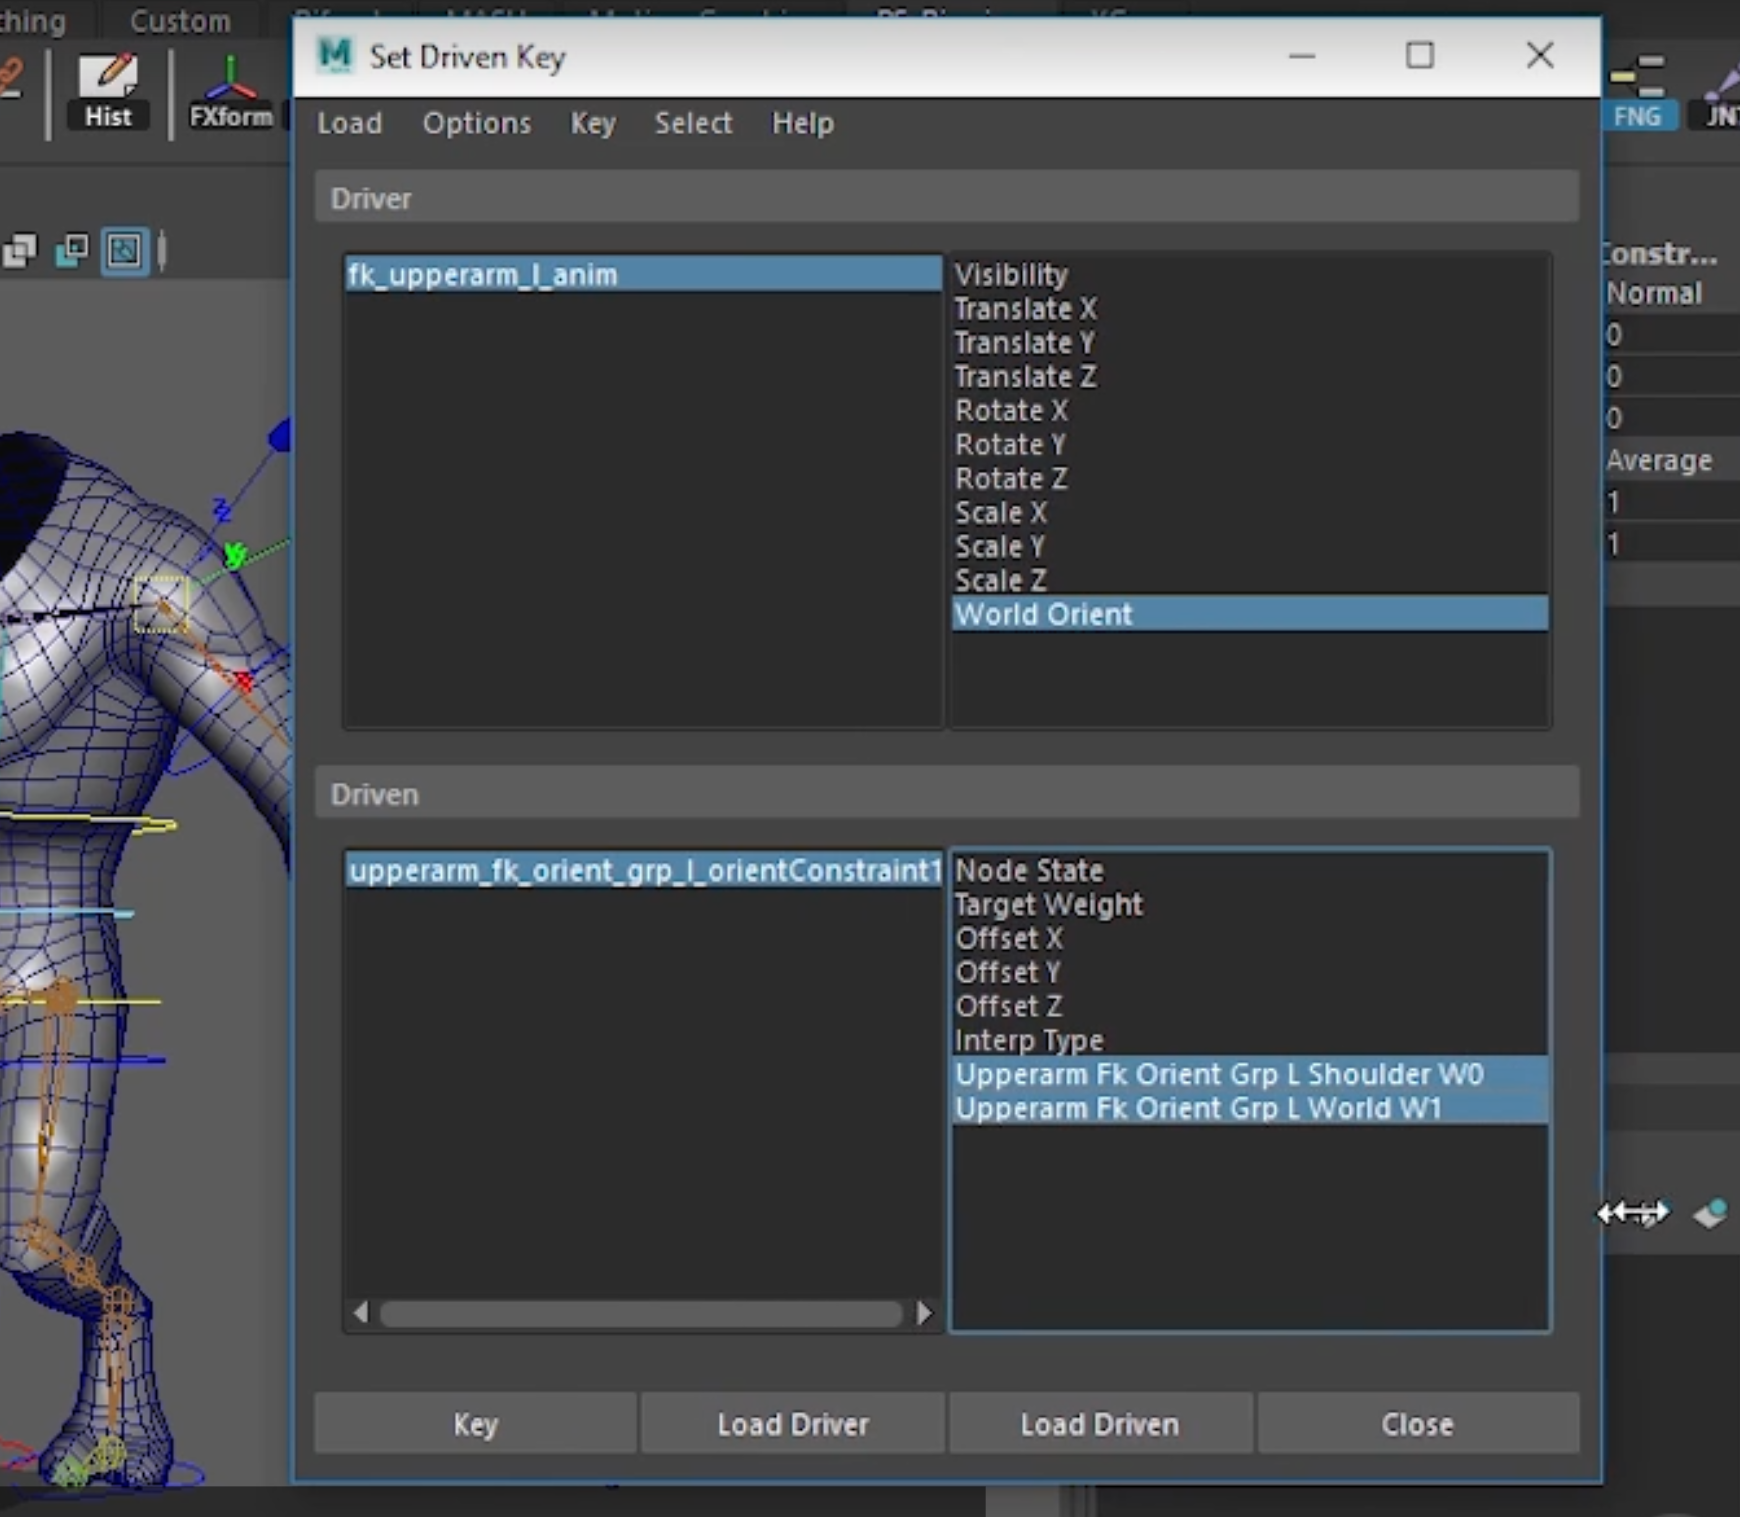 Custom
Set Driven Key
Hist
FXform
FNG
Load Options Key Select Help
Driver
fk_upperarm_l_anim
Visibility
Translate X
Translate Y
Translate Z
Rotate X
Rotate Y
Rotate Z
Scale X
Scale Y
Scale Z
World Orient
Normal
0
0
0
Average
1
1
z
y
Driven
upperarm_fk_orient_grp_l_orientConstraint1
Node State
Target Weight
Offset X
Offset Y
Offset Z
Interp Type
Upperarm Fk Orient Grp L Shoulder W0
Upperarm Fk Orient Grp L World W1
Key
Load Driver
Load Driven
Close